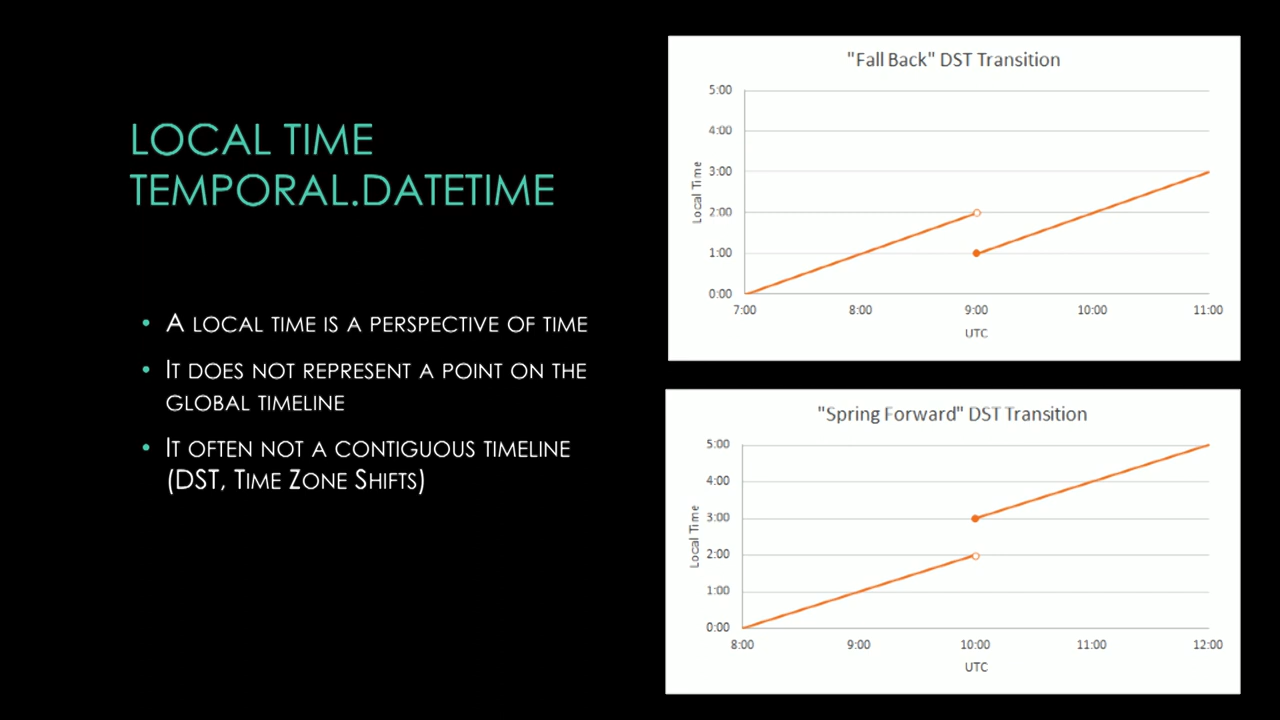 LOCAL TIME
TEMPORAL.DATETIME
• A LOCAL TIME IS A PERSPECTIVE OF TIME
• IT DOES NOT REPRESENT A POINT ON THE
GLOBAL TIMELINE
• IT OFTEN NOT A CONTIGUOUS TIMELINE
(DST, TIME ZONE SHIFTS)
"Fall Back" DST Transition
5:00
4:00
3:00
2:00
1:00
0:00
Local Time
7:00 8:00 9:00 10:00 11:00
UTC
"Spring Forward" DST Transition
5:00
4:00
3:00
2:00
1:00
0:00
Local Time
8:00 9:00 10:00 11:00 12:00
UTC